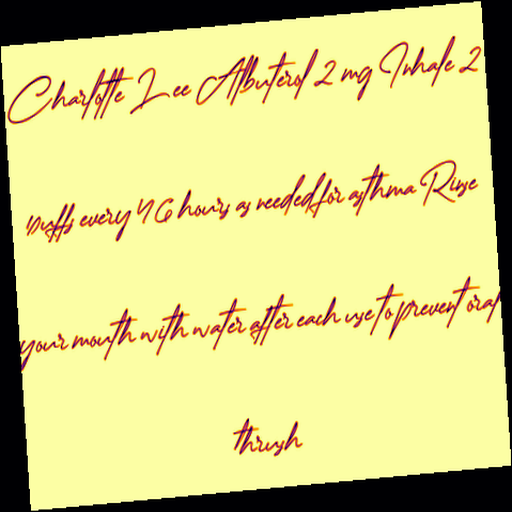 Charlotte Lee Albuterol 2 mg Inhale 2
puffs every 4 6 hours as needed for asthma Rinse
your mouth with water after each use to prevent oral
thrush